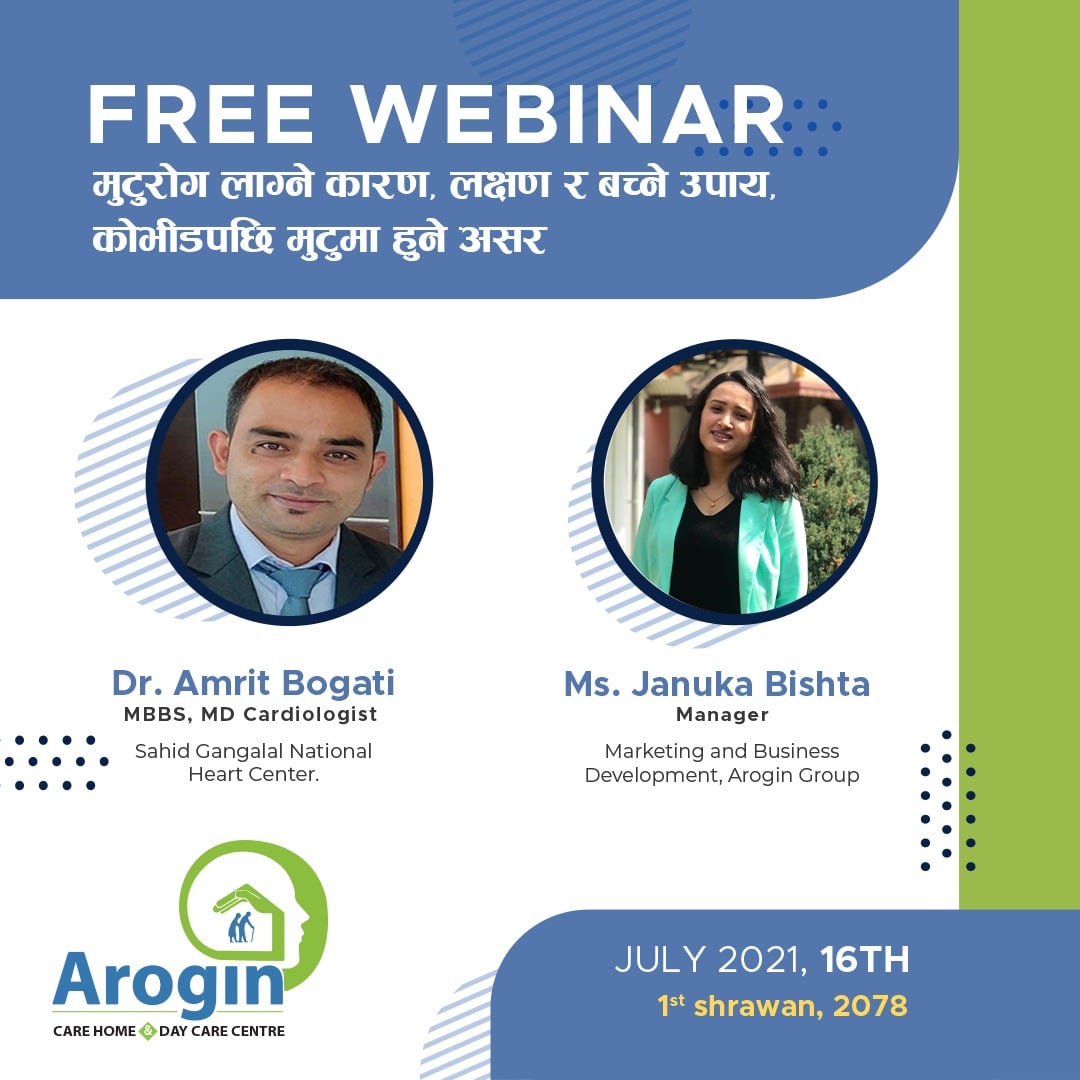 FREE WEBINAR
मुटुरोग लाग्ने कारण, लक्षण र बच्ने उपाय,
कोभीडपछि मुटुमा हुने असर
Dr. Amrit Bogati
MBBS, MD Cardiologist
Sahid Gangalal National
Heart Center.
Ms. Januka Bishta
Manager
Marketing and Business
Development, Arogin Group
Arogin
CARE HOME & DAY CARE CENTRE
JULY 2021, 16TH
1st shrawan, 2078